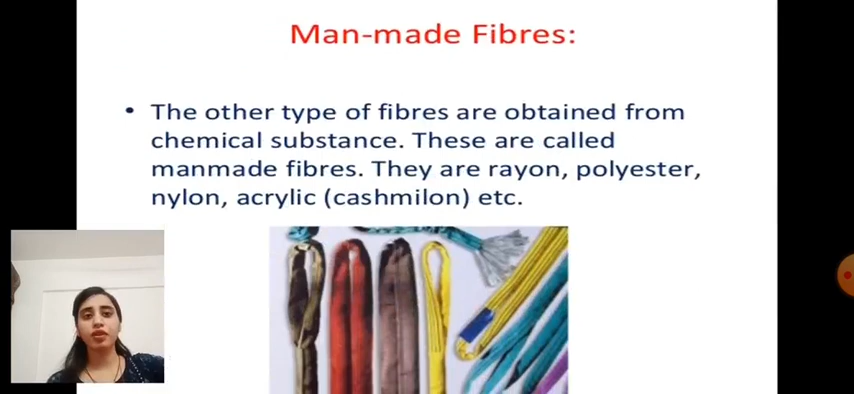 Man-made Fibres:
• The other type of fibres are obtained from
chemical substance. These are called
manmade fibres. They are rayon, polyester,
nylon, acrylic (cashmilon) etc.